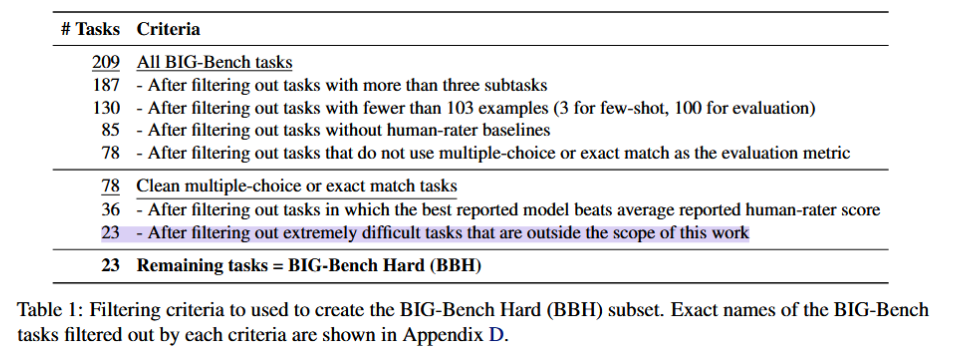 # Tasks Criteria
209 All BIG-Bench tasks
187 - After filtering out tasks with more than three subtasks
130 - After filtering out tasks with fewer than 103 examples (3 for few-shot, 100 for evaluation)
85 - After filtering out tasks without human-rater baselines
78 - After filtering out tasks that do not use multiple-choice or exact match as the evaluation metric
78 Clean multiple-choice or exact match tasks
36 - After filtering out tasks in which the best reported model beats average reported human-rater score
23 - After filtering out extremely difficult tasks that are outside the scope of this work
23 Remaining tasks = BIG-Bench Hard (BBH)
Table 1: Filtering criteria to used to create the BIG-Bench Hard (BBH) subset. Exact names of the BIG-Bench
tasks filtered out by each criteria are shown in Appendix D.